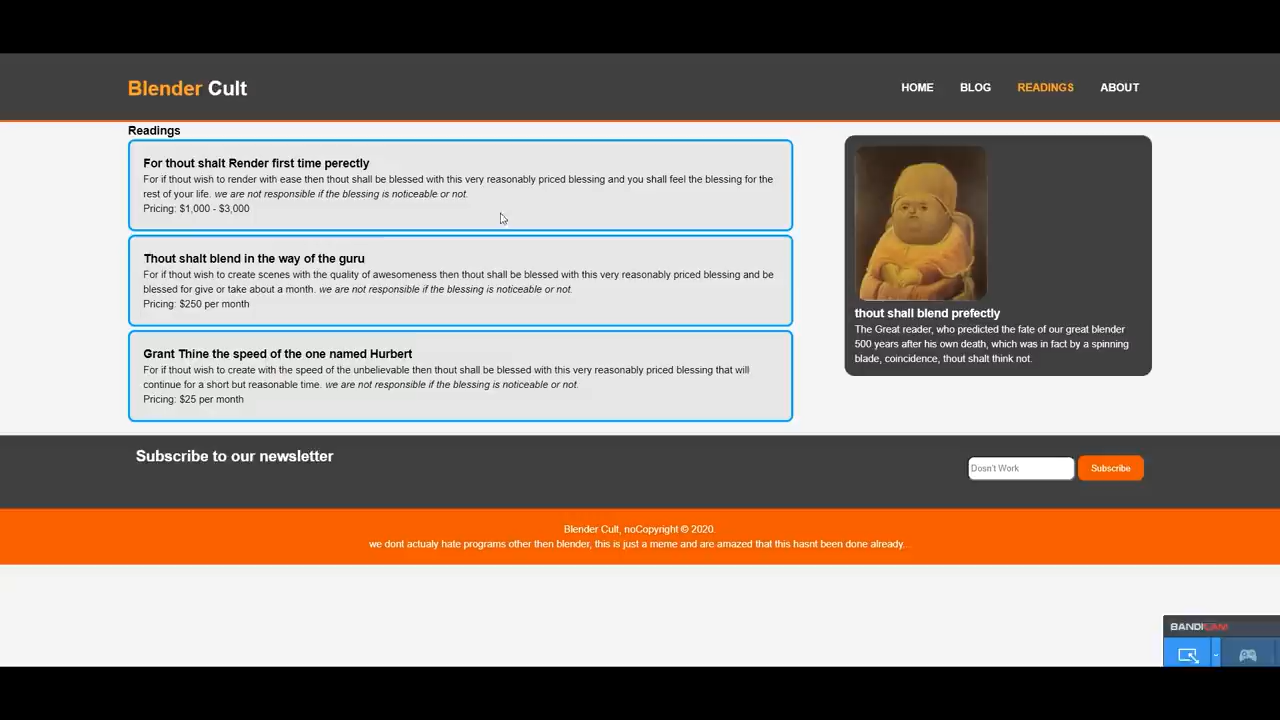 Blender Cult
HOME BLOG READINGS ABOUT
Readings
For thout shalt Render first time perectly
For if thout wish to render with ease then thout shall be blessed with this very reasonably priced blessing and you shall feel the blessing for the
rest of your life. we are not responsible if the blessing is noticeable or not.
Pricing: $1,000 - $3,000
Thout shalt blend in the way of the guru
For if thout wish to create scenes with the quality of awesomeness then thout shall be blessed with this very reasonably priced blessing and be
blessed for give or take about a month. we are not responsible if the blessing is noticeable or not.
Pricing: $250 per month
Grant Thine the speed of the one named Hurbert
For if thout wish to create with the speed of the unbelievable then thout shall be blessed with this very reasonably priced blessing that will
continue for a short but reasonable time. we are not responsible if the blessing is noticeable or not.
Pricing: $25 per month
thout shall blend prefectly
The Great reader, who predicted the fate of our great blender
500 years after his own death, which was in fact by a spinning
blade, coincidence, thout shalt think not.
Subscribe to our newsletter
Dosn't Work
Subscribe
Blender Cult, noCopyright © 2020.
we dont actualy hate programs other then blender, this is just a meme and are amazed that this hasnt been done already...
BANDICAM